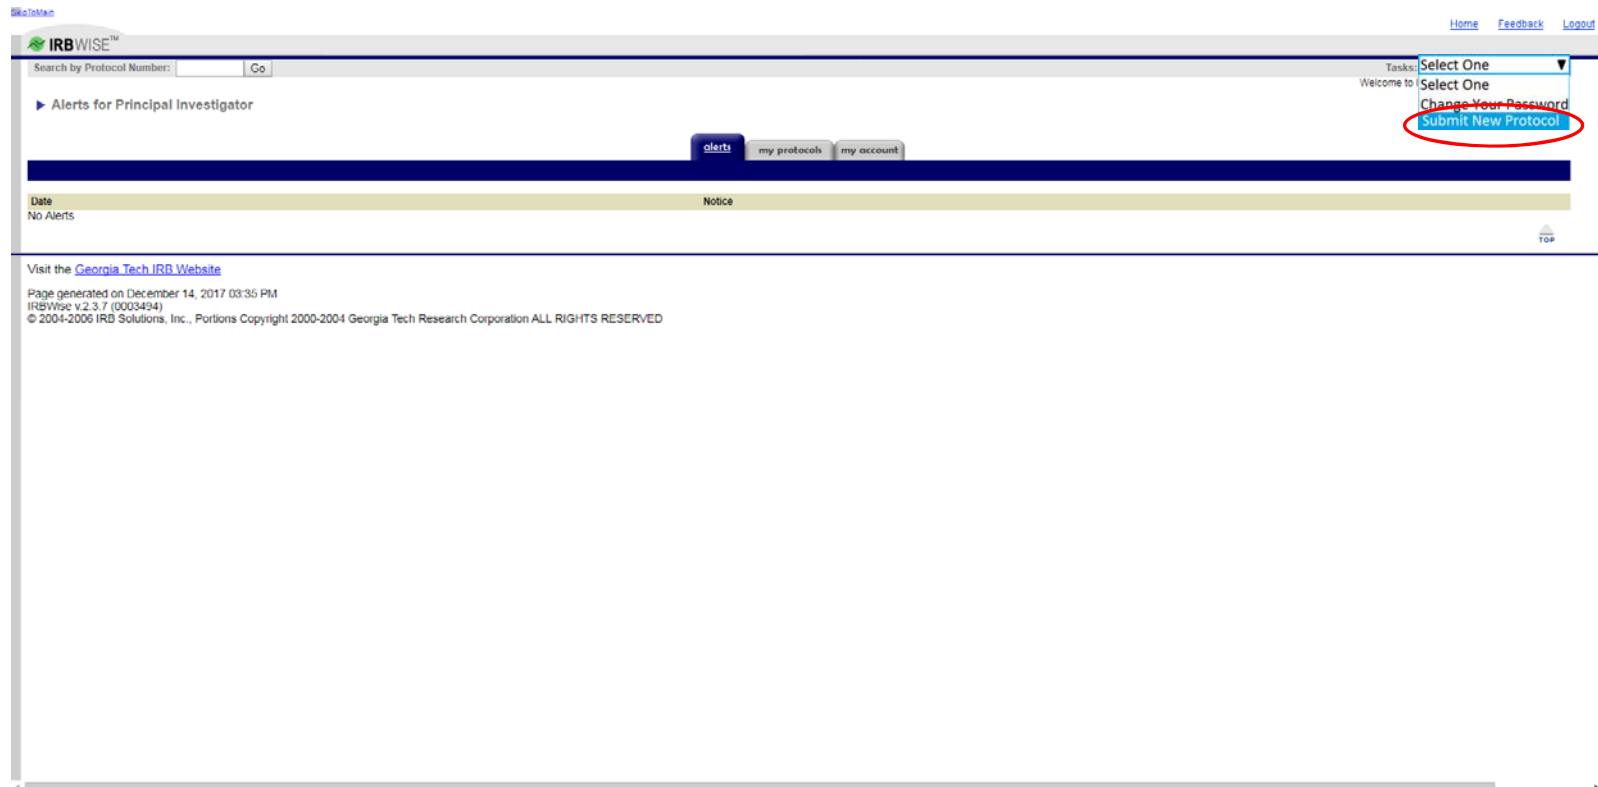 SkipToMain
Home Feedback Logout
IRBWISE™
Search by Protocol Number: Go Tasks: Select One
Welcome to
Select One
Change Your Password
Submit New Protocol
Alerts for Principal Investigator
alerts my protocols my account
Date Notice
No Alerts
TOP
Visit the Georgia Tech IRB Website
Page generated on December 14, 2017 03:35 PM
IRBWise v.2.3.7 (0003494)
© 2004-2006 IRB Solutions, Inc., Portions Copyright 2000-2004 Georgia Tech Research Corporation ALL RIGHTS RESERVED